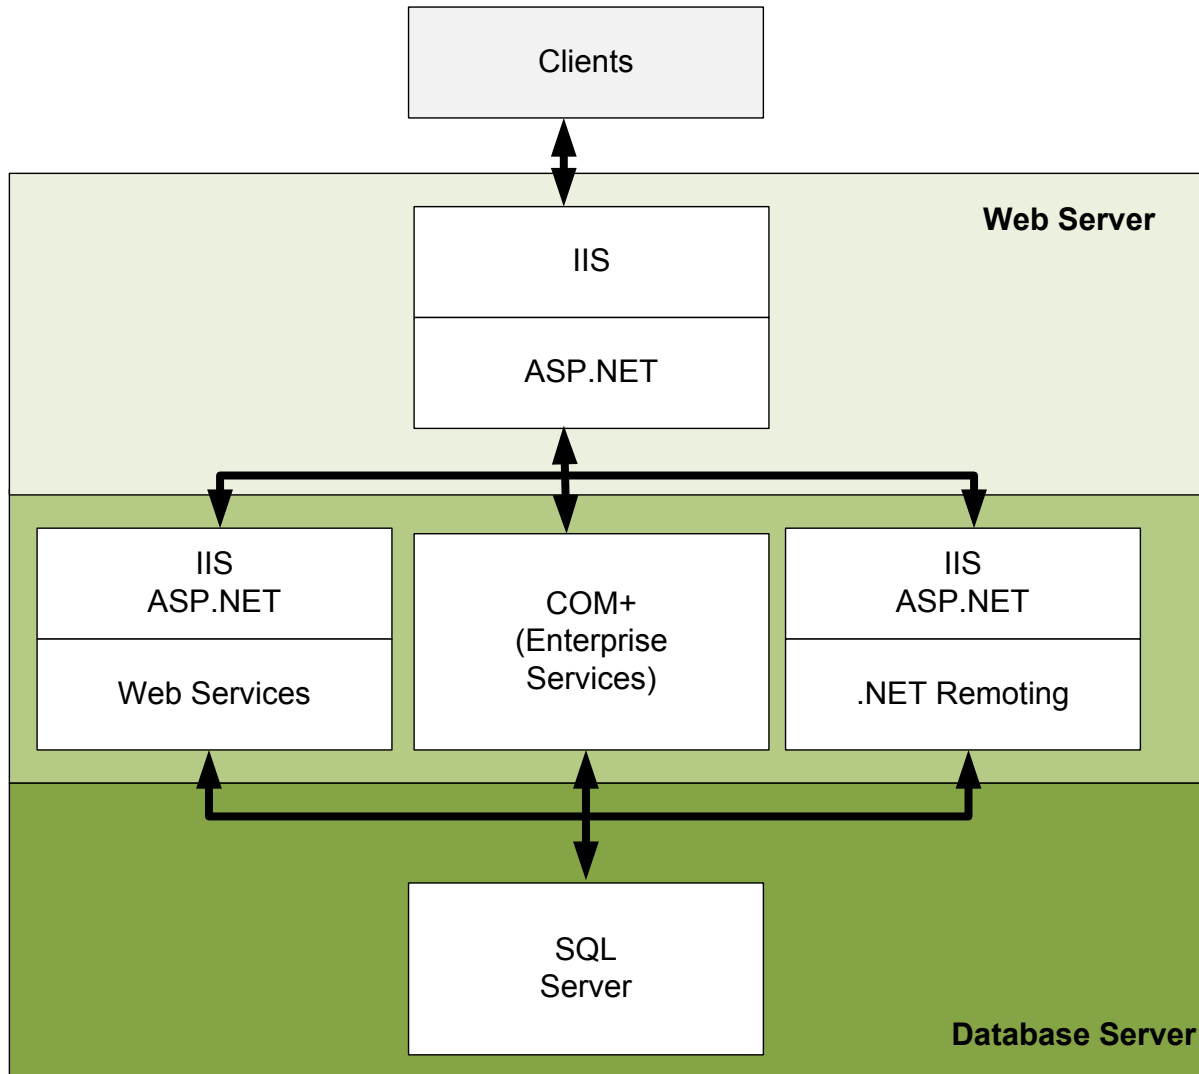 Clients
Web Server
IIS
ASP.NET
IIS
ASP.NET
Web Services
COM+
(Enterprise
Services)
IIS
ASP.NET
.NET Remoting
SQL
Server
Database Server